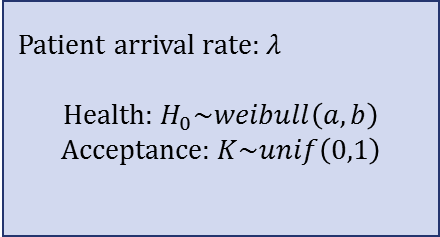 Patient arrival rate: λ
Health: H₀~weibull(a, b)
Acceptance: K~unif(0,1)